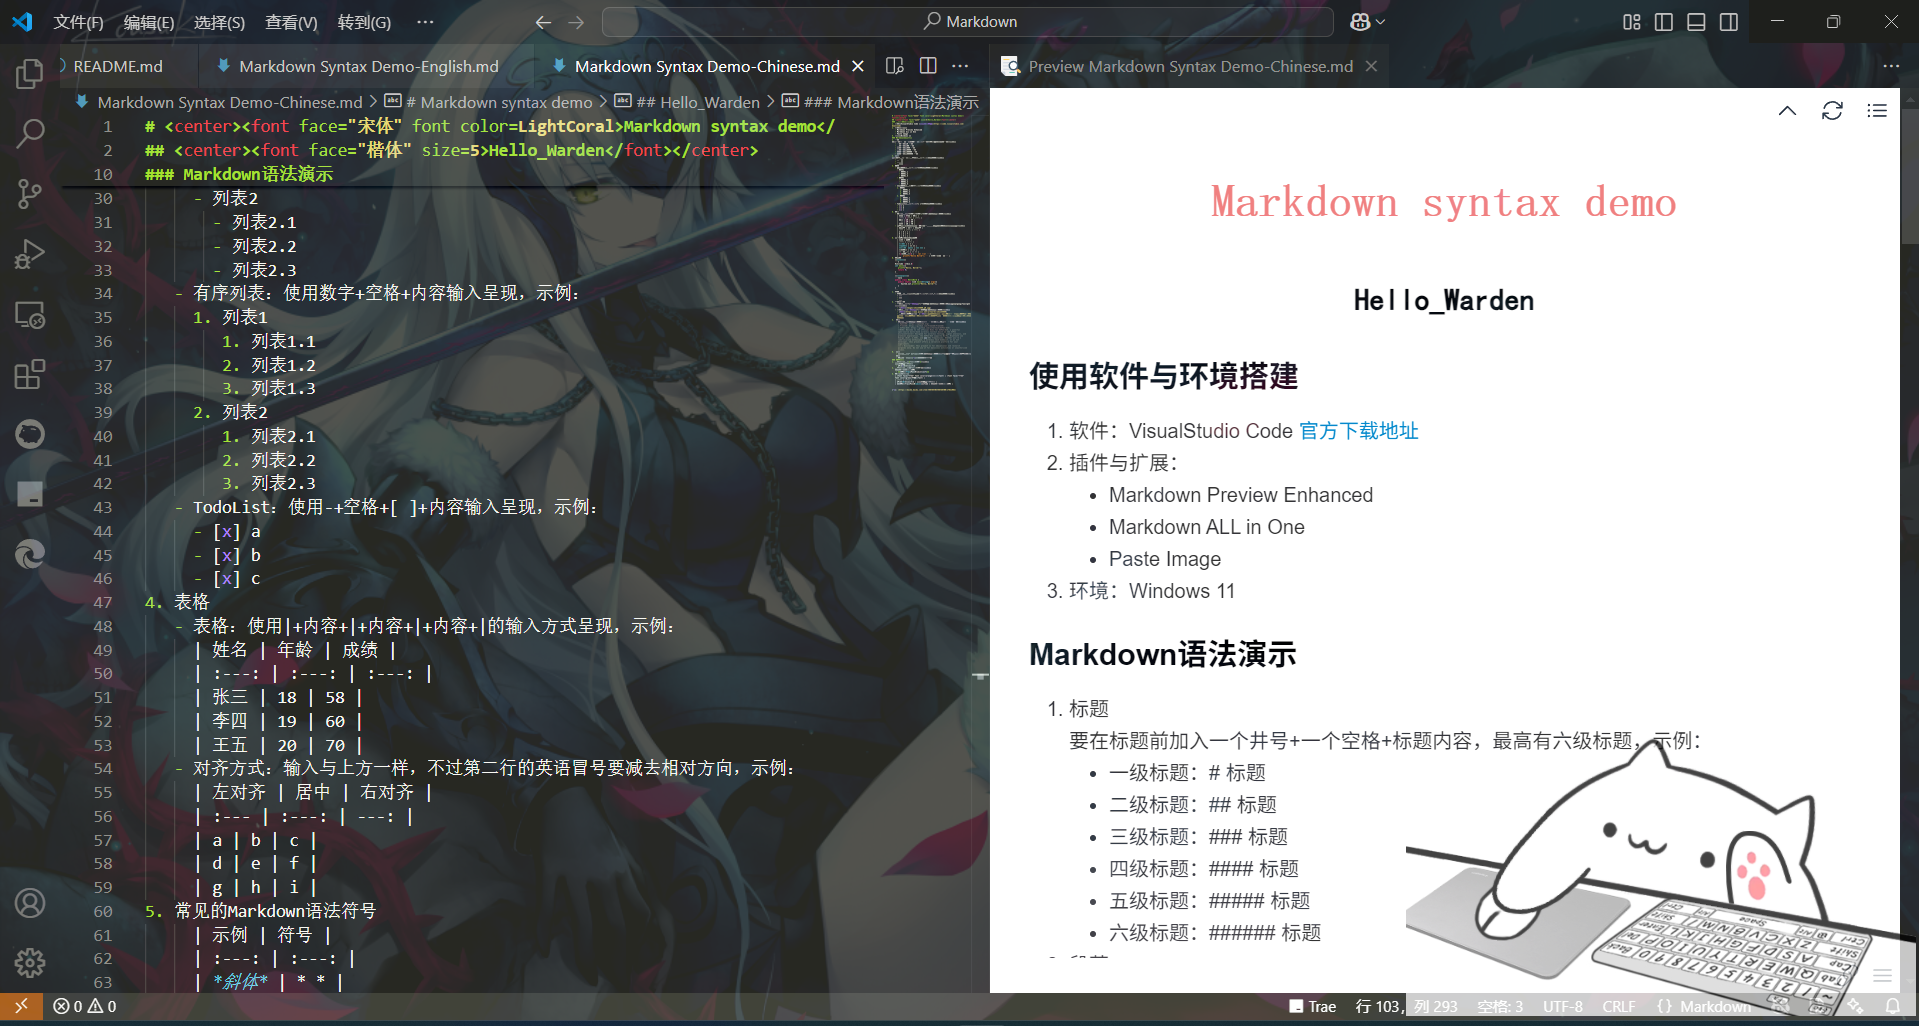 文件(F) 编辑(E) 选择(S) 查看(V) 转到(G) ··· Markdown
README.md Markdown Syntax Demo-English.md Markdown Syntax Demo-Chinese.md
Markdown Syntax Demo-Chinese.md > # Markdown syntax demo > ## Hello_Warden > ### Markdown语法演示
1 # <center><font face="宋体" font color=LightCoral>Markdown syntax demo</
2 ## <center><font face="楷体" size=5>Hello_Warden</font></center>
10 ### Markdown语法演示
30 - 列表2
31 - 列表2.1
32 - 列表2.2
33 - 列表2.3
34 - 有序列表：使用数字+空格+内容输入呈现，示例：
35 1. 列表1
36 1. 列表1.1
37 2. 列表1.2
38 3. 列表1.3
39 2. 列表2
40 1. 列表2.1
41 2. 列表2.2
42 3. 列表2.3
43 - TodoList：使用-+空格+[ ]+内容输入呈现，示例：
44 - [x] a
45 - [x] b
46 - [x] c
47 4. 表格
48 - 表格：使用|+内容+|+内容+|+内容+|的输入方式呈现，示例：
49 | 姓名 | 年龄 | 成绩 |
50 | :---: | :---: | :---: |
51 | 张三 | 18 | 58 |
52 | 李四 | 19 | 60 |
53 | 王五 | 20 | 70 |
54 - 对齐方式：输入与上方一样，不过第二行的英语冒号要减去相对方向，示例：
55 | 左对齐 | 居中 | 右对齐 |
56 | :--- | :---: | ---: |
57 | a | b | c |
58 | d | e | f |
59 | g | h | i |
60 5. 常见的Markdown语法符号
61 | 示例 | 符号 |
62 | :---: | :---: |
63 | *斜体* | * * |
Preview Markdown Syntax Demo-Chinese.md
Markdown syntax demo
Hello_Warden
使用软件与环境搭建
1. 软件：VisualStudio Code 官方下载地址
2. 插件与扩展：
• Markdown Preview Enhanced
• Markdown ALL in One
• Paste Image
3. 环境：Windows 11
Markdown语法演示
1. 标题
要在标题前加入一个井号+一个空格+标题内容，最高有六级标题，示例：
• 一级标题：# 标题
• 二级标题：## 标题
• 三级标题：### 标题
• 四级标题：#### 标题
• 五级标题：##### 标题
• 六级标题：###### 标题
0 0 Trae 行 103, 列 293 空格: 3 UTF-8 CRLF {} Markdown